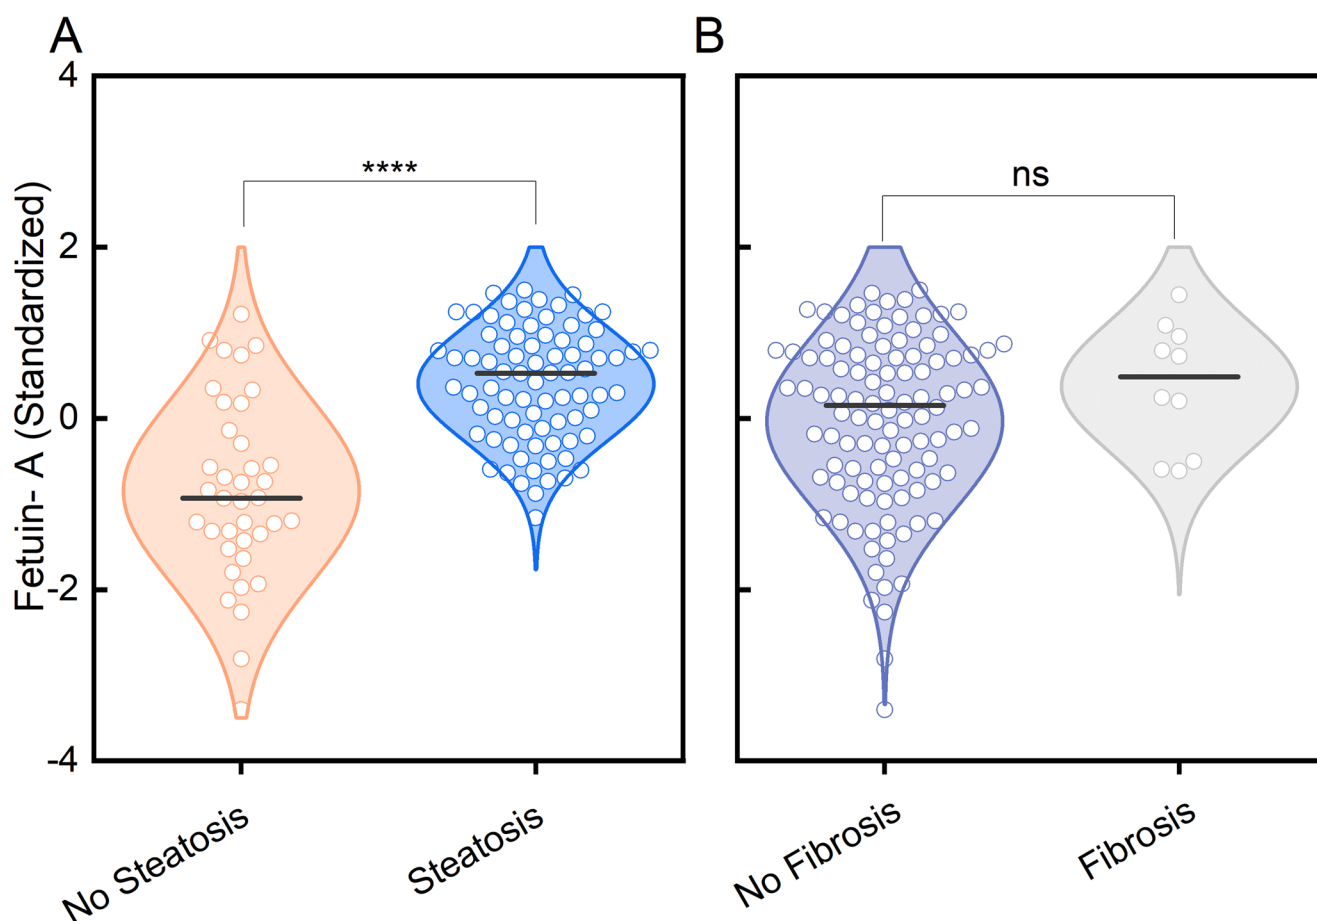 A
B
Fetuin- A (Standardized)
4
2
0
-2
-4
****
ns
No Steatosis
Steatosis
No Fibrosis
Fibrosis